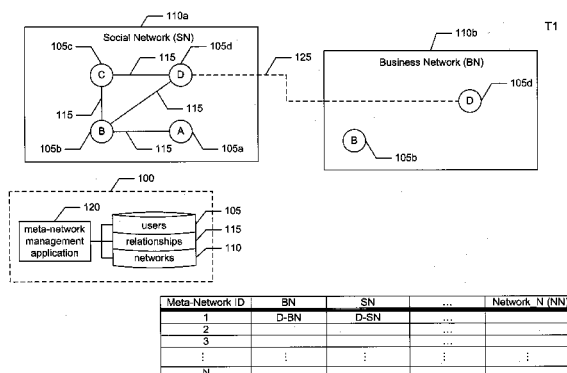 110a
110b
T1
Social Network (SN)
105c
115
105d
125
Business Network (BN)
C
D
115
115
105d
D
B
A
115
105b
105a
B
105b
100
120
105
users
115
meta-network
management
application
relationships
110
networks
Meta-Network ID BN SN ... Network_N (NN)
1 D-BN D-SN ...
2 ...
3 ...
⋮ ⋮ ⋮ ⋮ ⋮
N